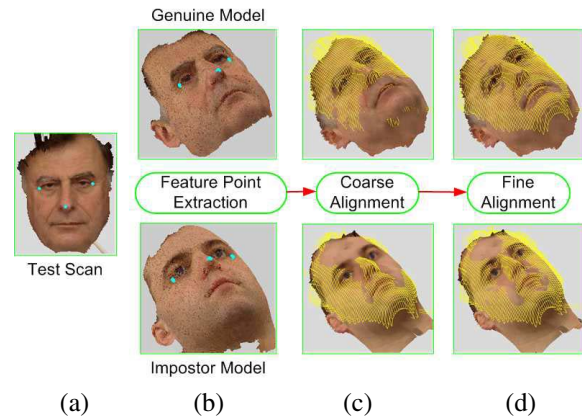 Genuine Model
Feature Point
Extraction
Coarse
Alignment
Fine
Alignment
Test Scan
Impostor Model
(a)
(b)
(c)
(d)